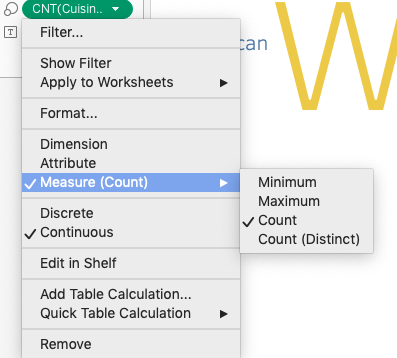 CNT(Cuisin..
T
can
W
Filter...
Show Filter
Apply to Worksheets
Format...
Dimension
Attribute
Measure (Count)
Minimum
Maximum
Count
Count (Distinct)
Discrete
Continuous
Edit in Shelf
Add Table Calculation...
Quick Table Calculation
Remove